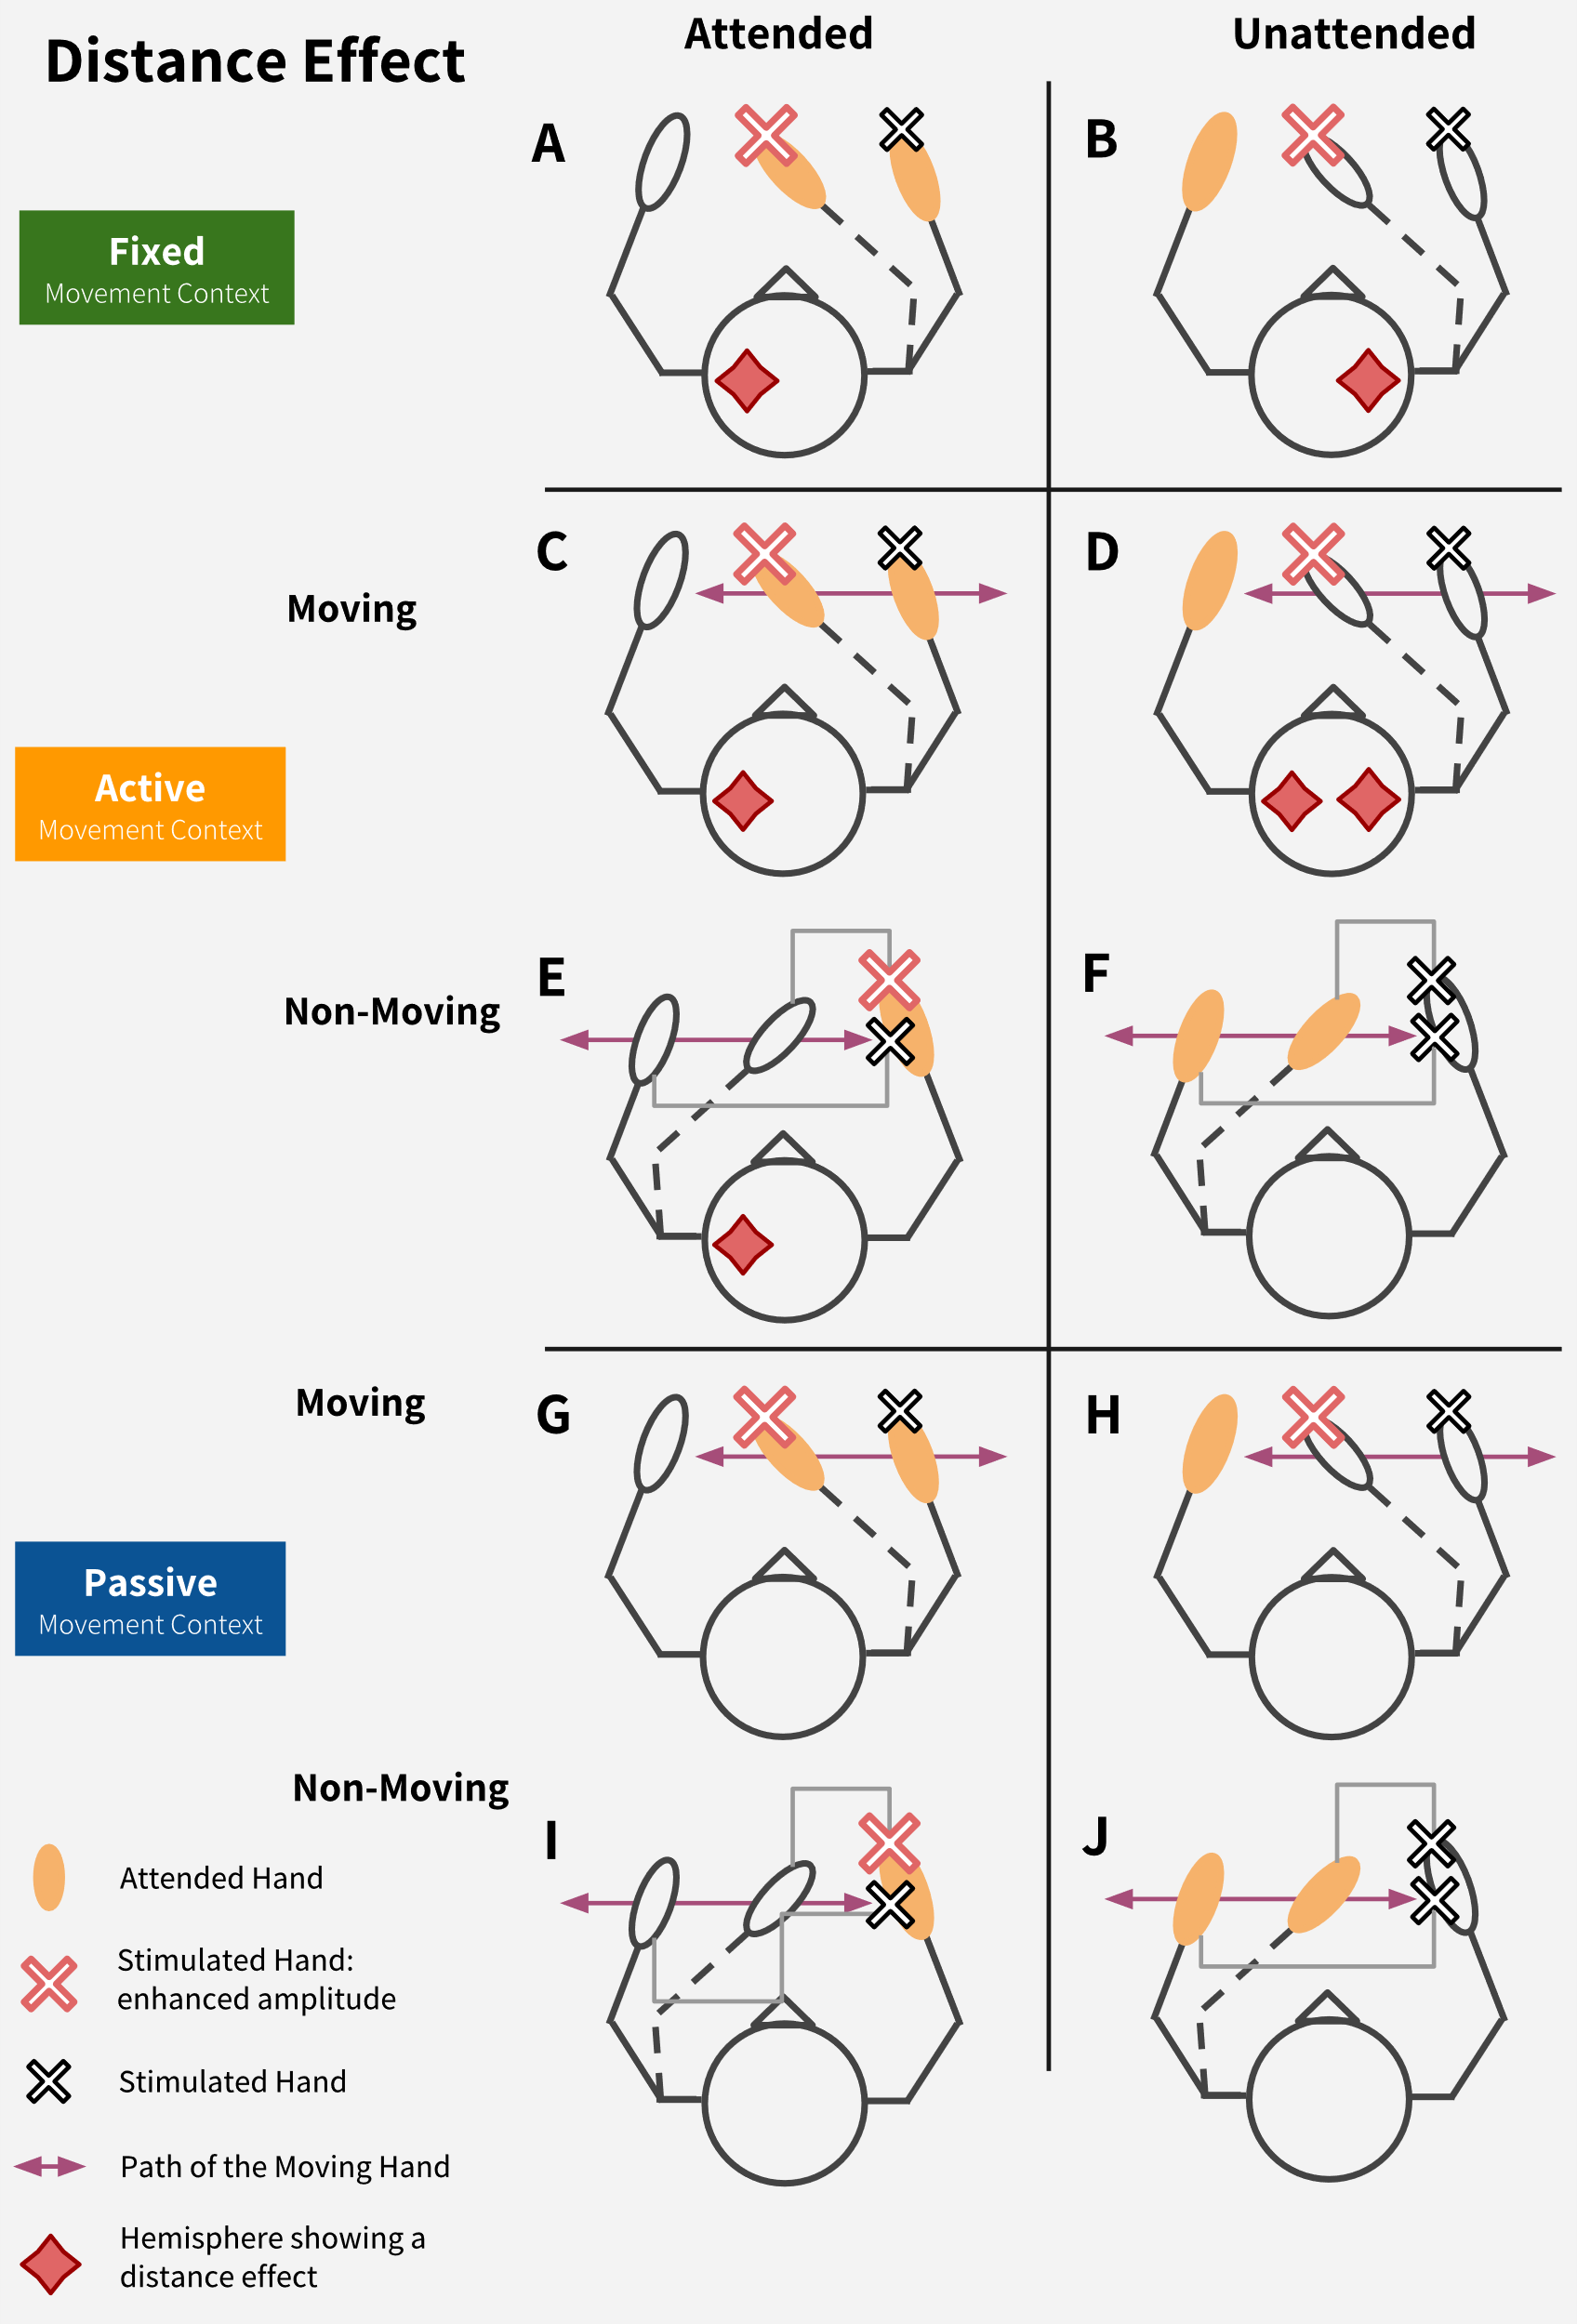 Distance Effect
Attended
Unattended
A
B
Fixed
Movement Context
C
D
Moving
Active
Movement Context
E
F
Non-Moving
Moving
G
H
Passive
Movement Context
Non-Moving
I
J
Attended Hand
Stimulated Hand:
enhanced amplitude
Stimulated Hand
Path of the Moving Hand
Hemisphere showing a
distance effect